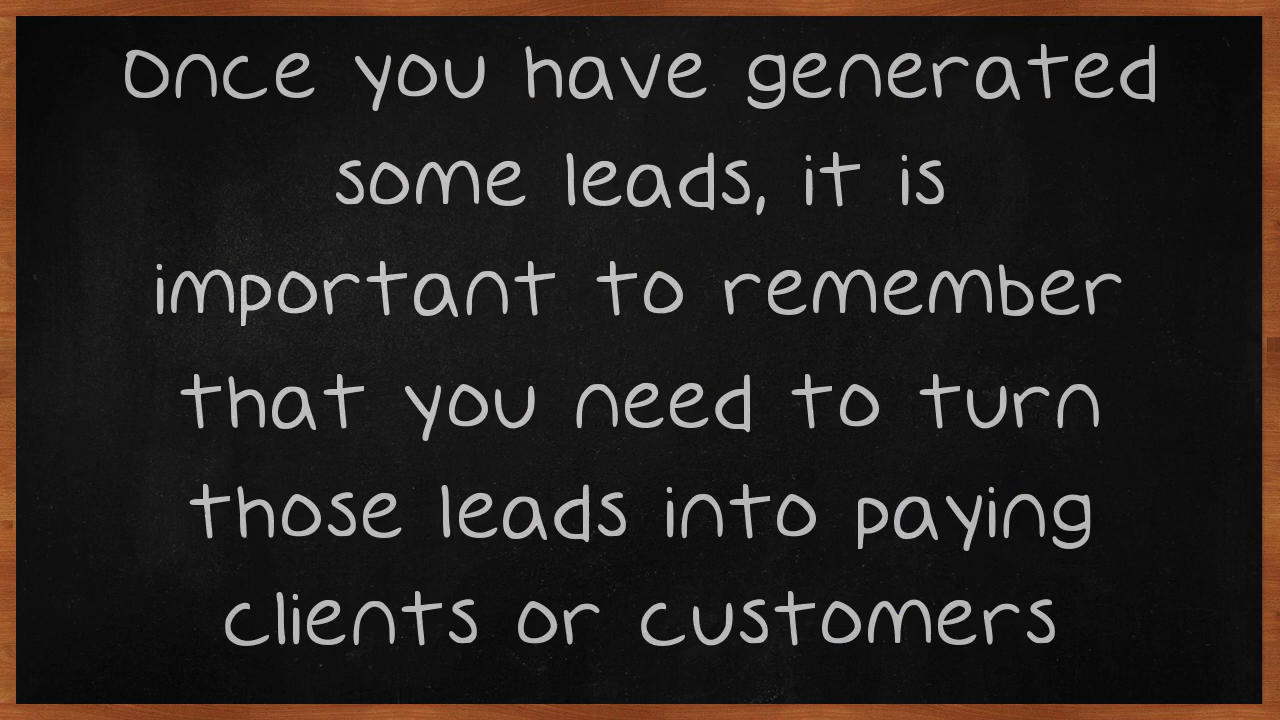 Once you have generated
some leads, it is
important to remember
that you need to turn
those leads into paying
clients or customers